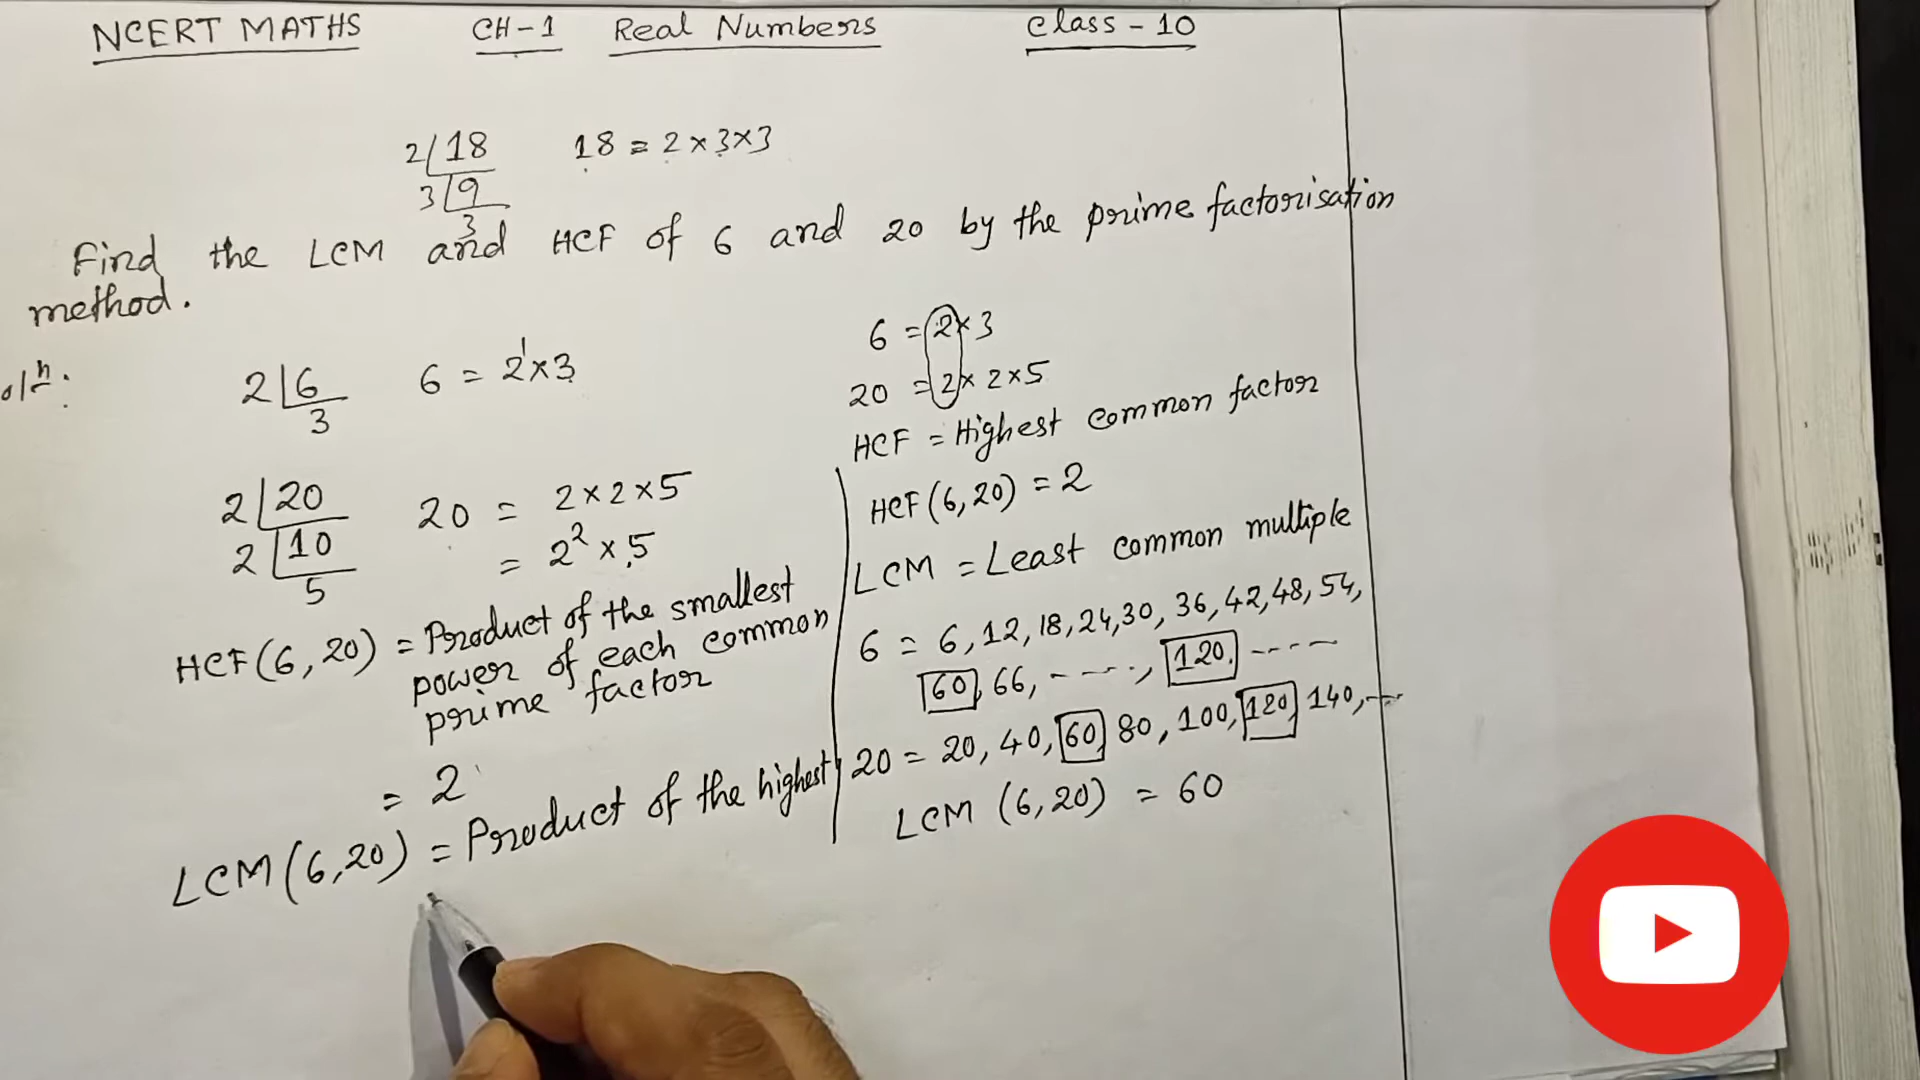 NCERT MATHS CH-1 Real Numbers Class-10
2 18 18 = 2×3×3
3 9
3
Find the LCM and HCF of 6 and 20 by the prime factorisation
method.
olⁿ:
2 6 6 = 2¹×3
3
2 20 20 = 2×2×5
2 10 = 2²×5
5
HCF(6,20) = Product of the smallest
power of each common
prime factor
= 2
LCM(6,20) = Product of the highest
6 = 2×3
20 = 2×2×5
HCF = Highest common factor
HCF(6,20) = 2
LCM = Least common multiple
6 = 6, 12, 18, 24, 30, 36, 42, 48, 54,
60, 66, ----, 120, ----
20 = 20, 40, 60, 80, 100, 120, 140, ---
LCM (6,20) = 60